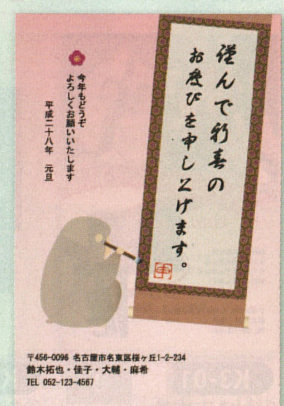 謹んで新春の
お慶びを申し上げます。
申
今年もどうぞ
よろしくお願いいたします
平成二十八年　元旦
〒456-0096 名古屋市名東区桜ヶ丘1-2-234
鈴木拓也・佳子・大輔・麻希
TEL 052-123-4567